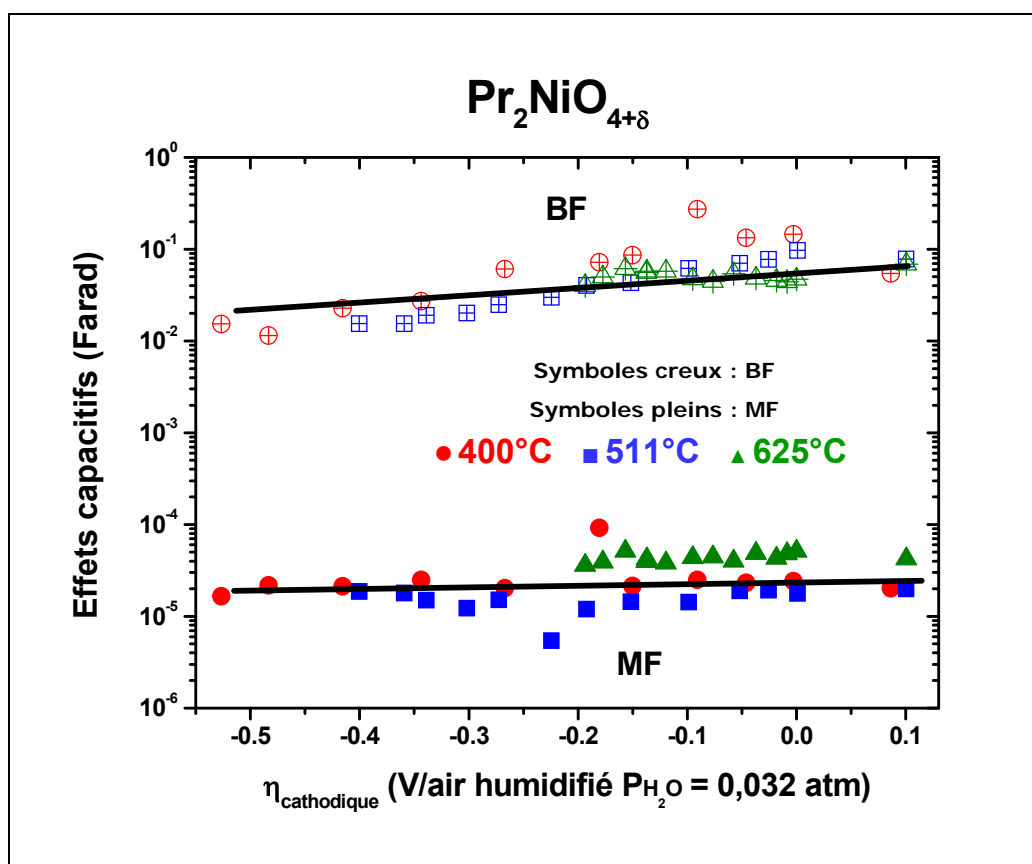 Pr₂NiO₄₊δ
Effets capacitifs (Farad)
10⁰
10⁻¹
10⁻²
10⁻³
10⁻⁴
10⁻⁵
10⁻⁶
BF
Symboles creux : BF
Symboles pleins : MF
400°C 511°C 625°C
MF
-0.5 -0.4 -0.3 -0.2 -0.1 0.0 0.1
ηcathodique (V/air humidifié PH₂O = 0,032 atm)